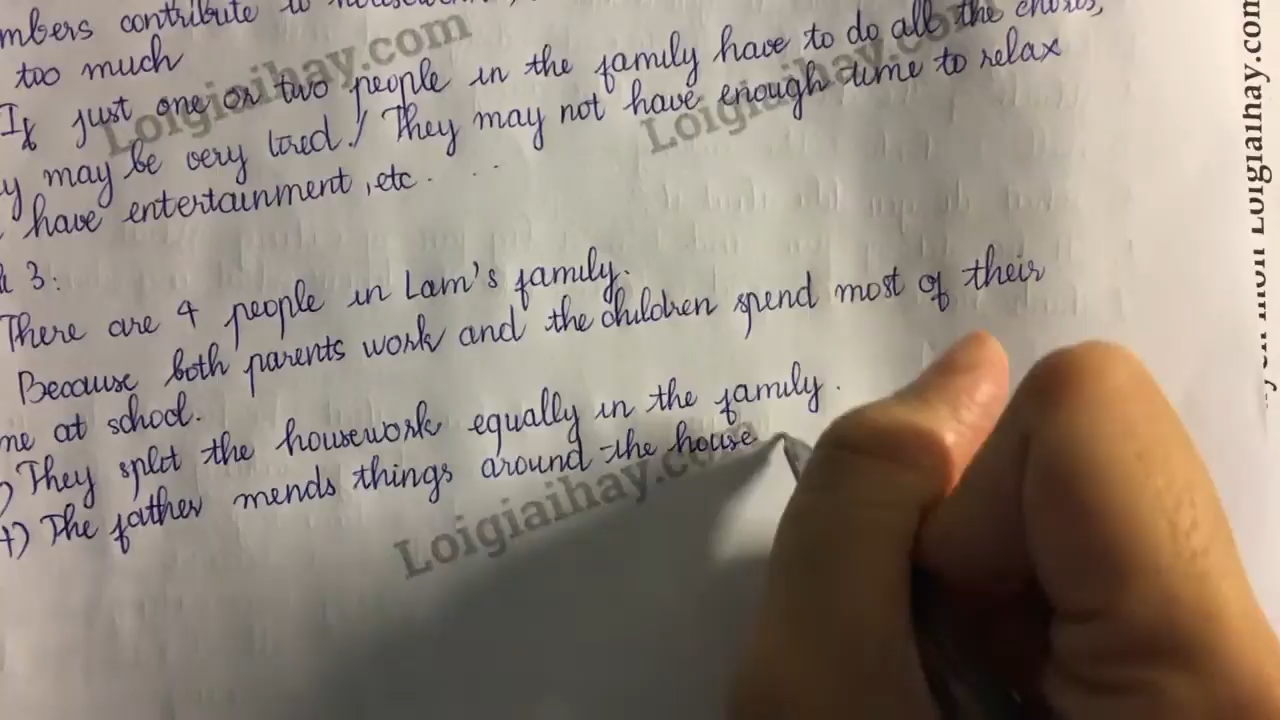 mbers contribute to
too much
If just one or two people in the family have to do all the chores,
y may be very tired. / They may not have enough time to relax
have entertainment, etc. . .
3:
There are 4 people in Lam's family.
Because both parents work and the children spend most of their
me at school.
) They split the housework equally in the family.
+) The father mends things around the house
Loigiaihay.com
Loigiaihay.com
Loigiaihay.com
Loigiaihay.com